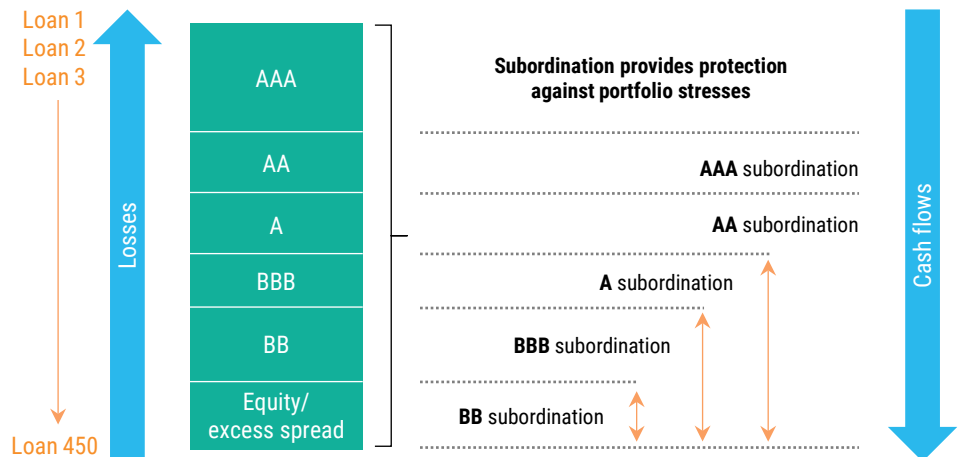 Loan 1
Loan 2
Loan 3
Loan 450
Losses
AAA
AA
A
BBB
BB
Equity/
excess spread
Subordination provides protection
against portfolio stresses
AAA subordination
AA subordination
A subordination
BBB subordination
BB subordination
Cash flows